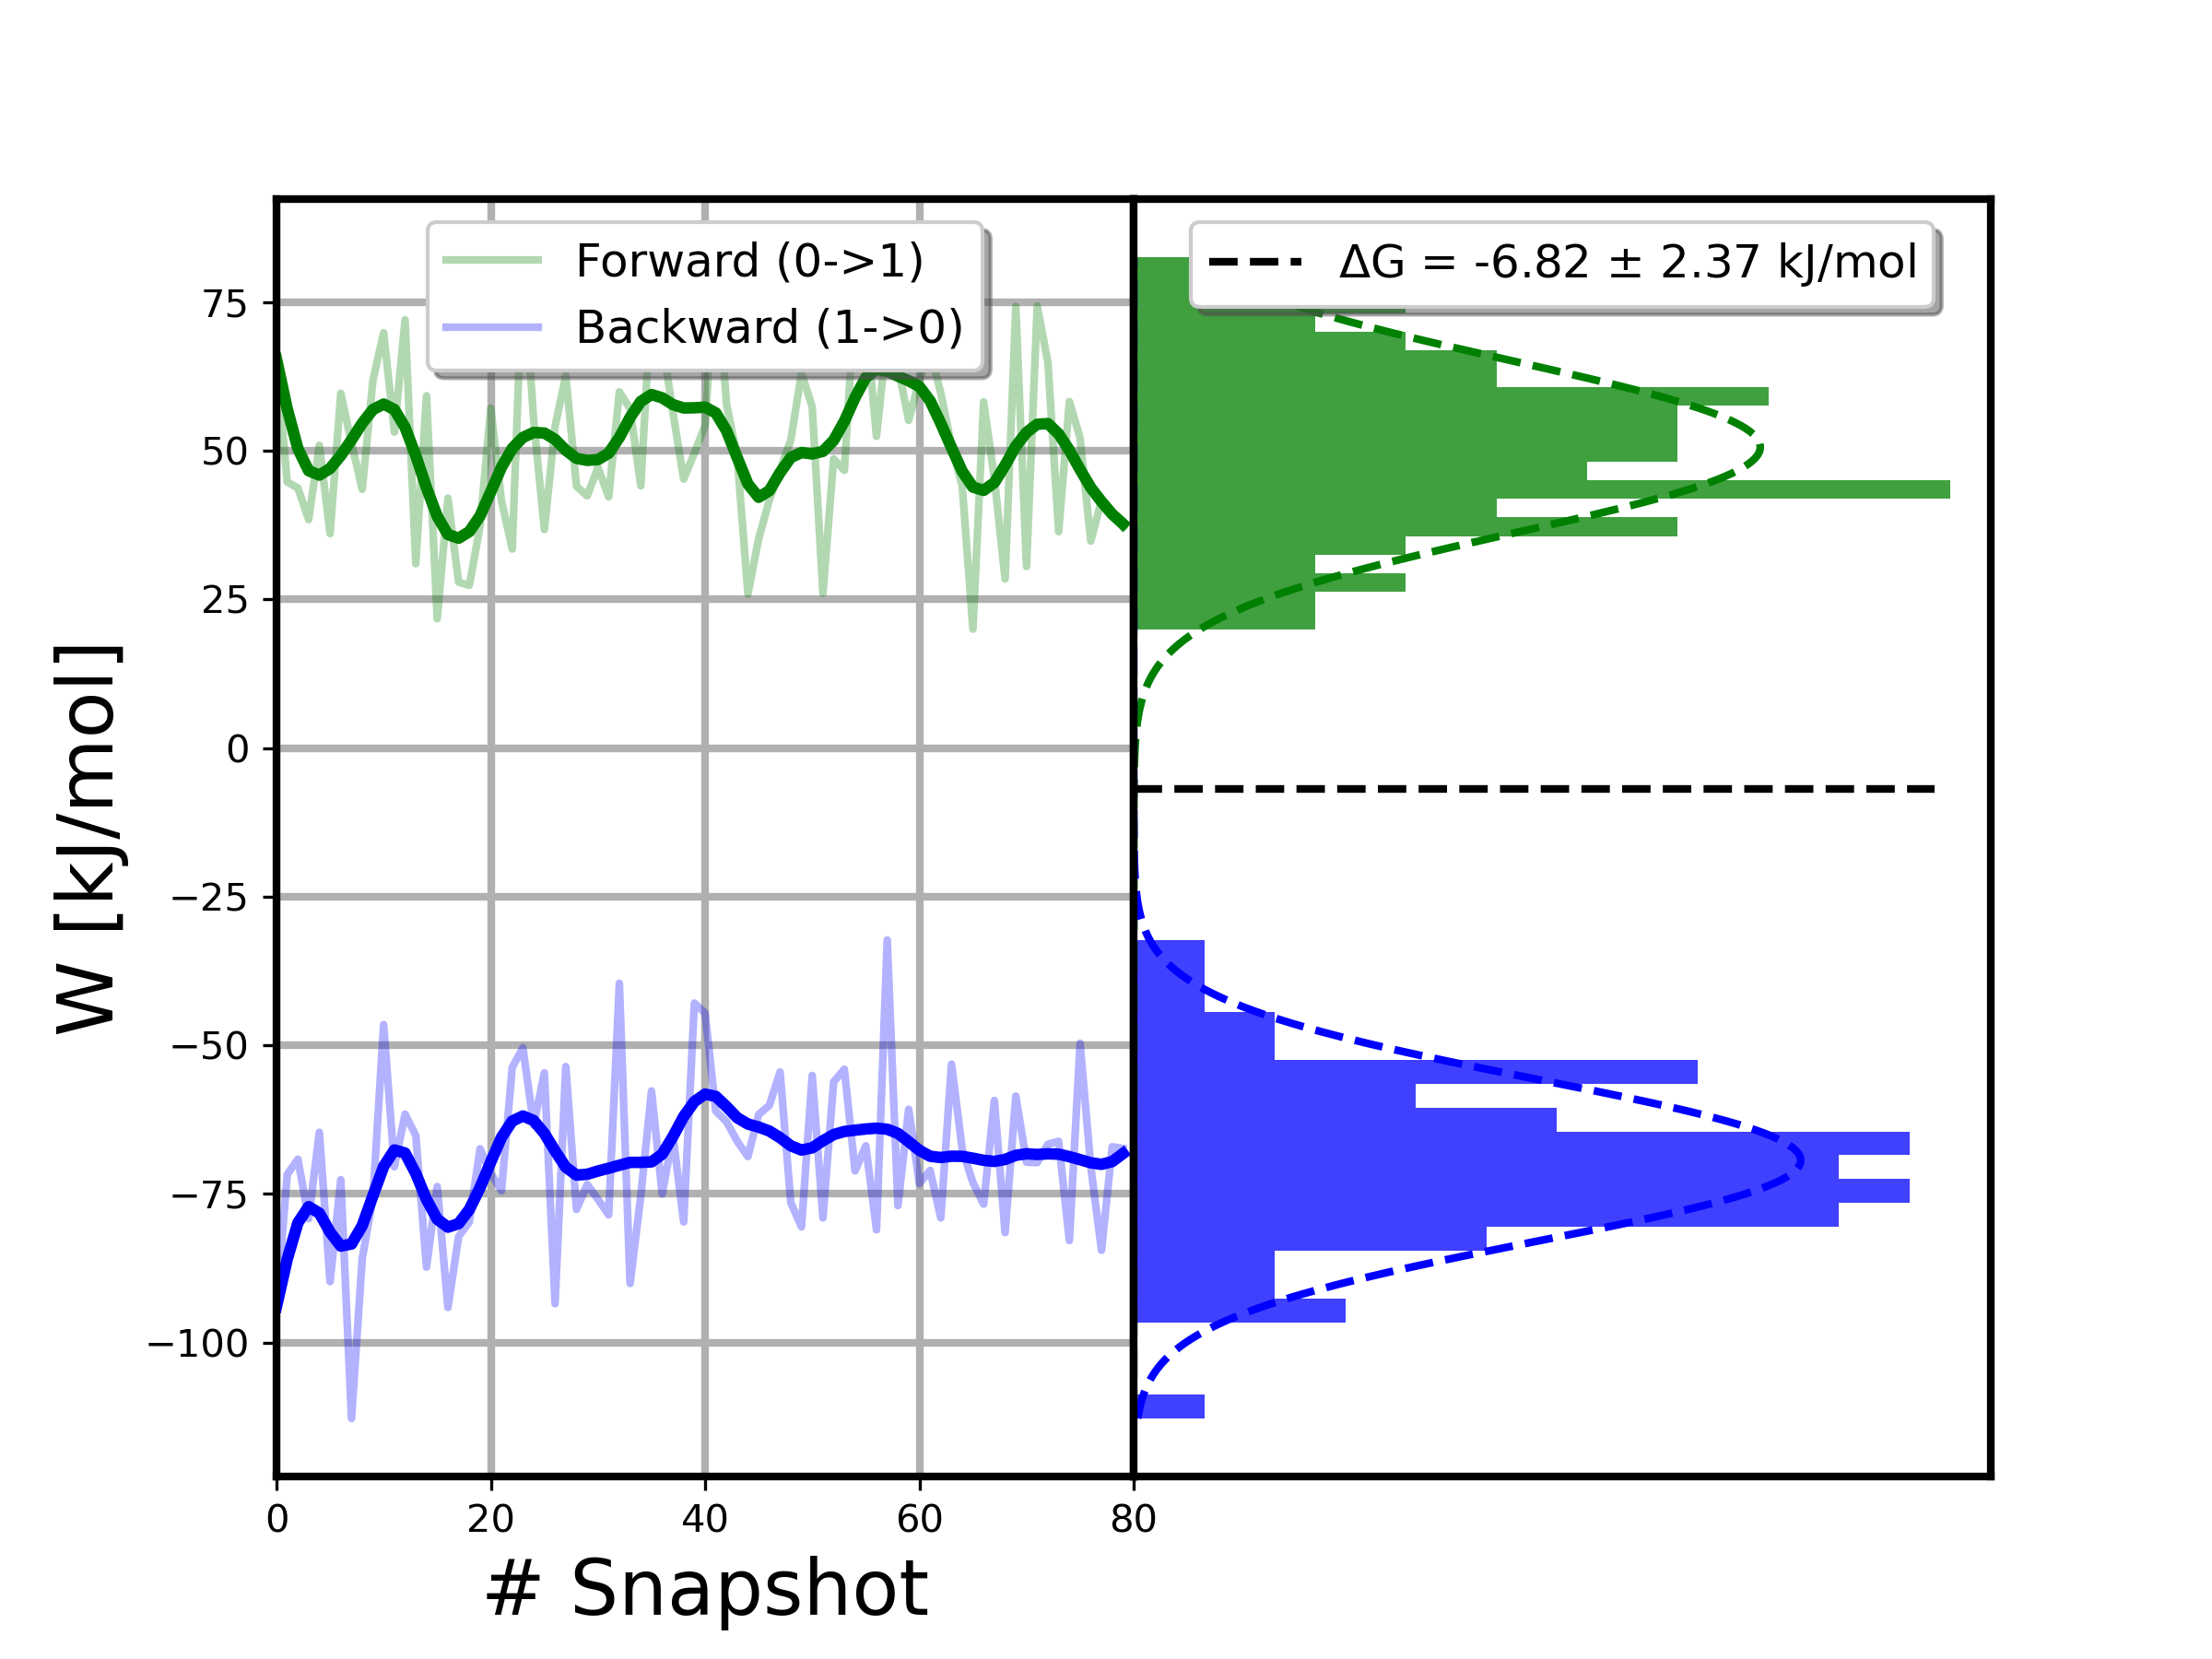 Forward (0->1)
Backward (1->0)
ΔG = -6.82 ± 2.37 kJ/mol
75
50
25
0
−25
−50
−75
−100
W [kJ/mol]
0 20 40 60 80
# Snapshot